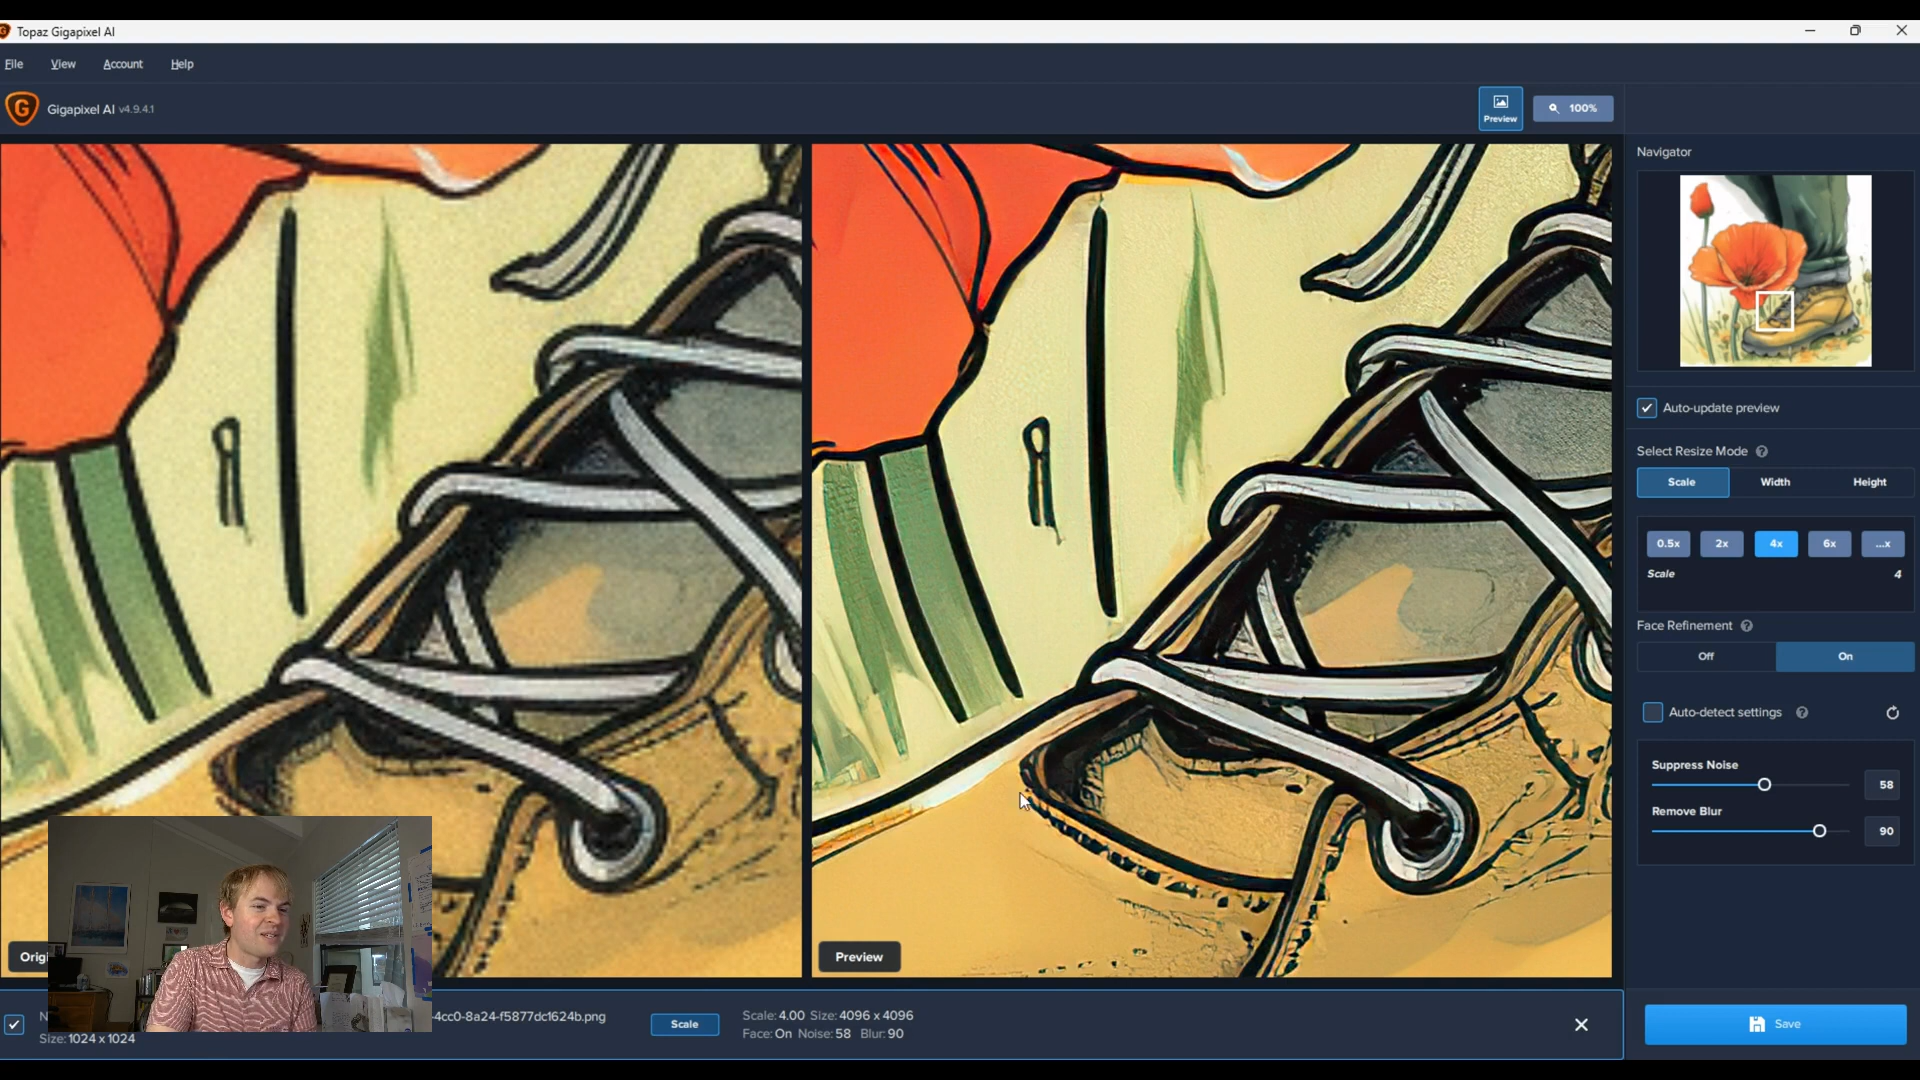 Topaz Gigapixel AI
File View Account Help
Gigapixel AI v4.9.4.1
Preview
100%
Navigator
Auto-update preview
Select Resize Mode
Scale Width Height
0.5x 2x 4x 6x ...x
Scale 4
Face Refinement
Off On
Auto-detect settings
Suppress Noise
58
Remove Blur
90
Origi
Preview
N
-4cc0-8a24-f5877dc1624b.png
Size: 1024 x 1024
Scale
Scale: 4.00 Size: 4096 x 4096
Face: On Noise: 58 Blur: 90
Save